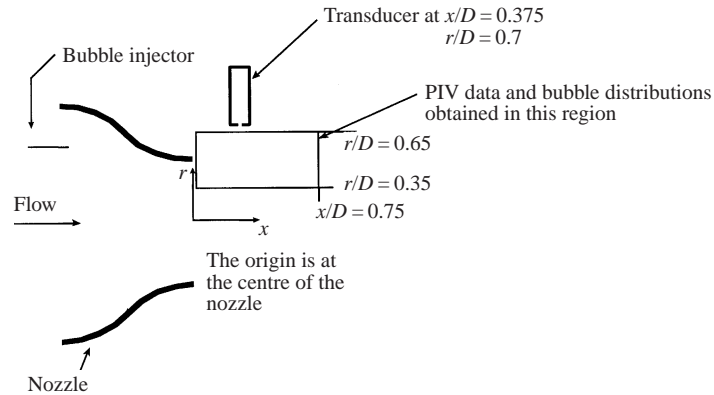 Transducer at x/D = 0.375
r/D = 0.7
Bubble injector
PIV data and bubble distributions
obtained in this region
r/D = 0.65
r
r/D = 0.35
x/D = 0.75
Flow
x
The origin is at
the centre of the
nozzle
Nozzle